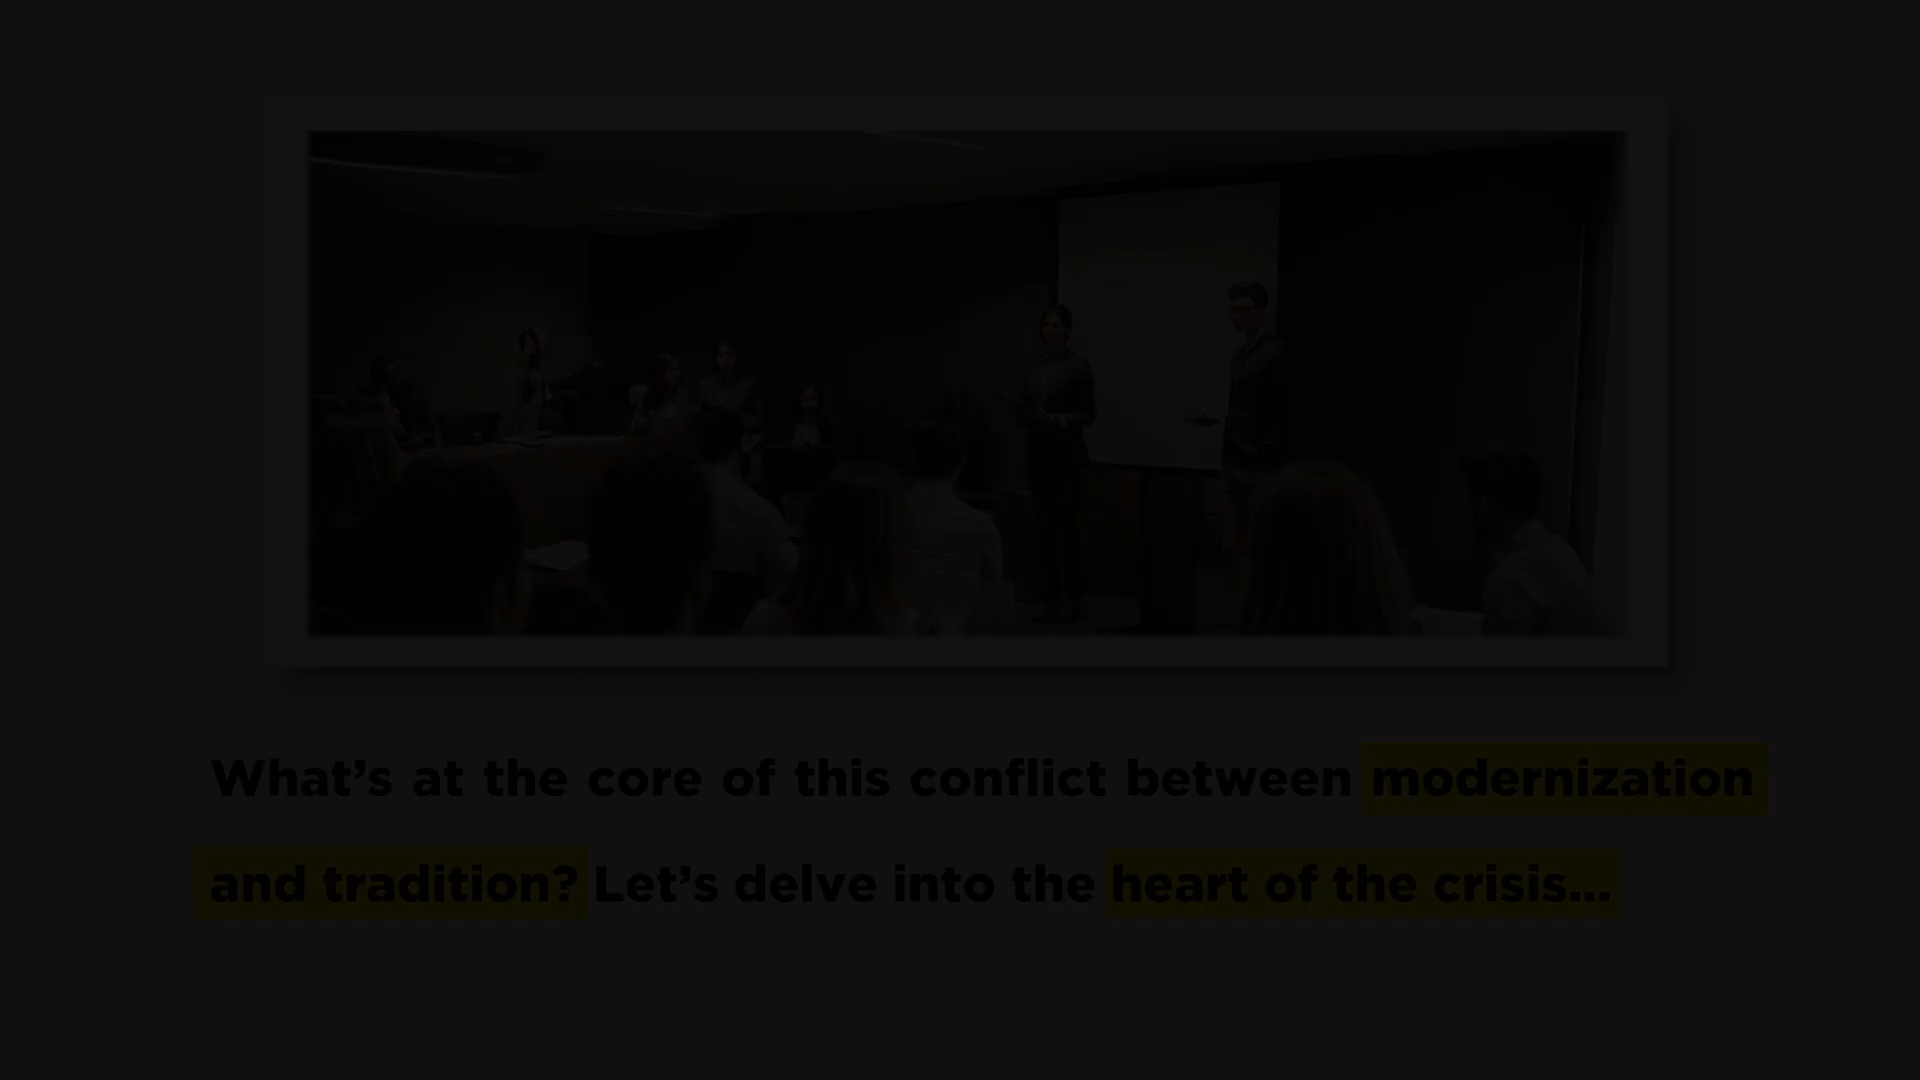 What’s at the core of this conflict between modernization
and tradition? Let’s delve into the heart of the crisis...